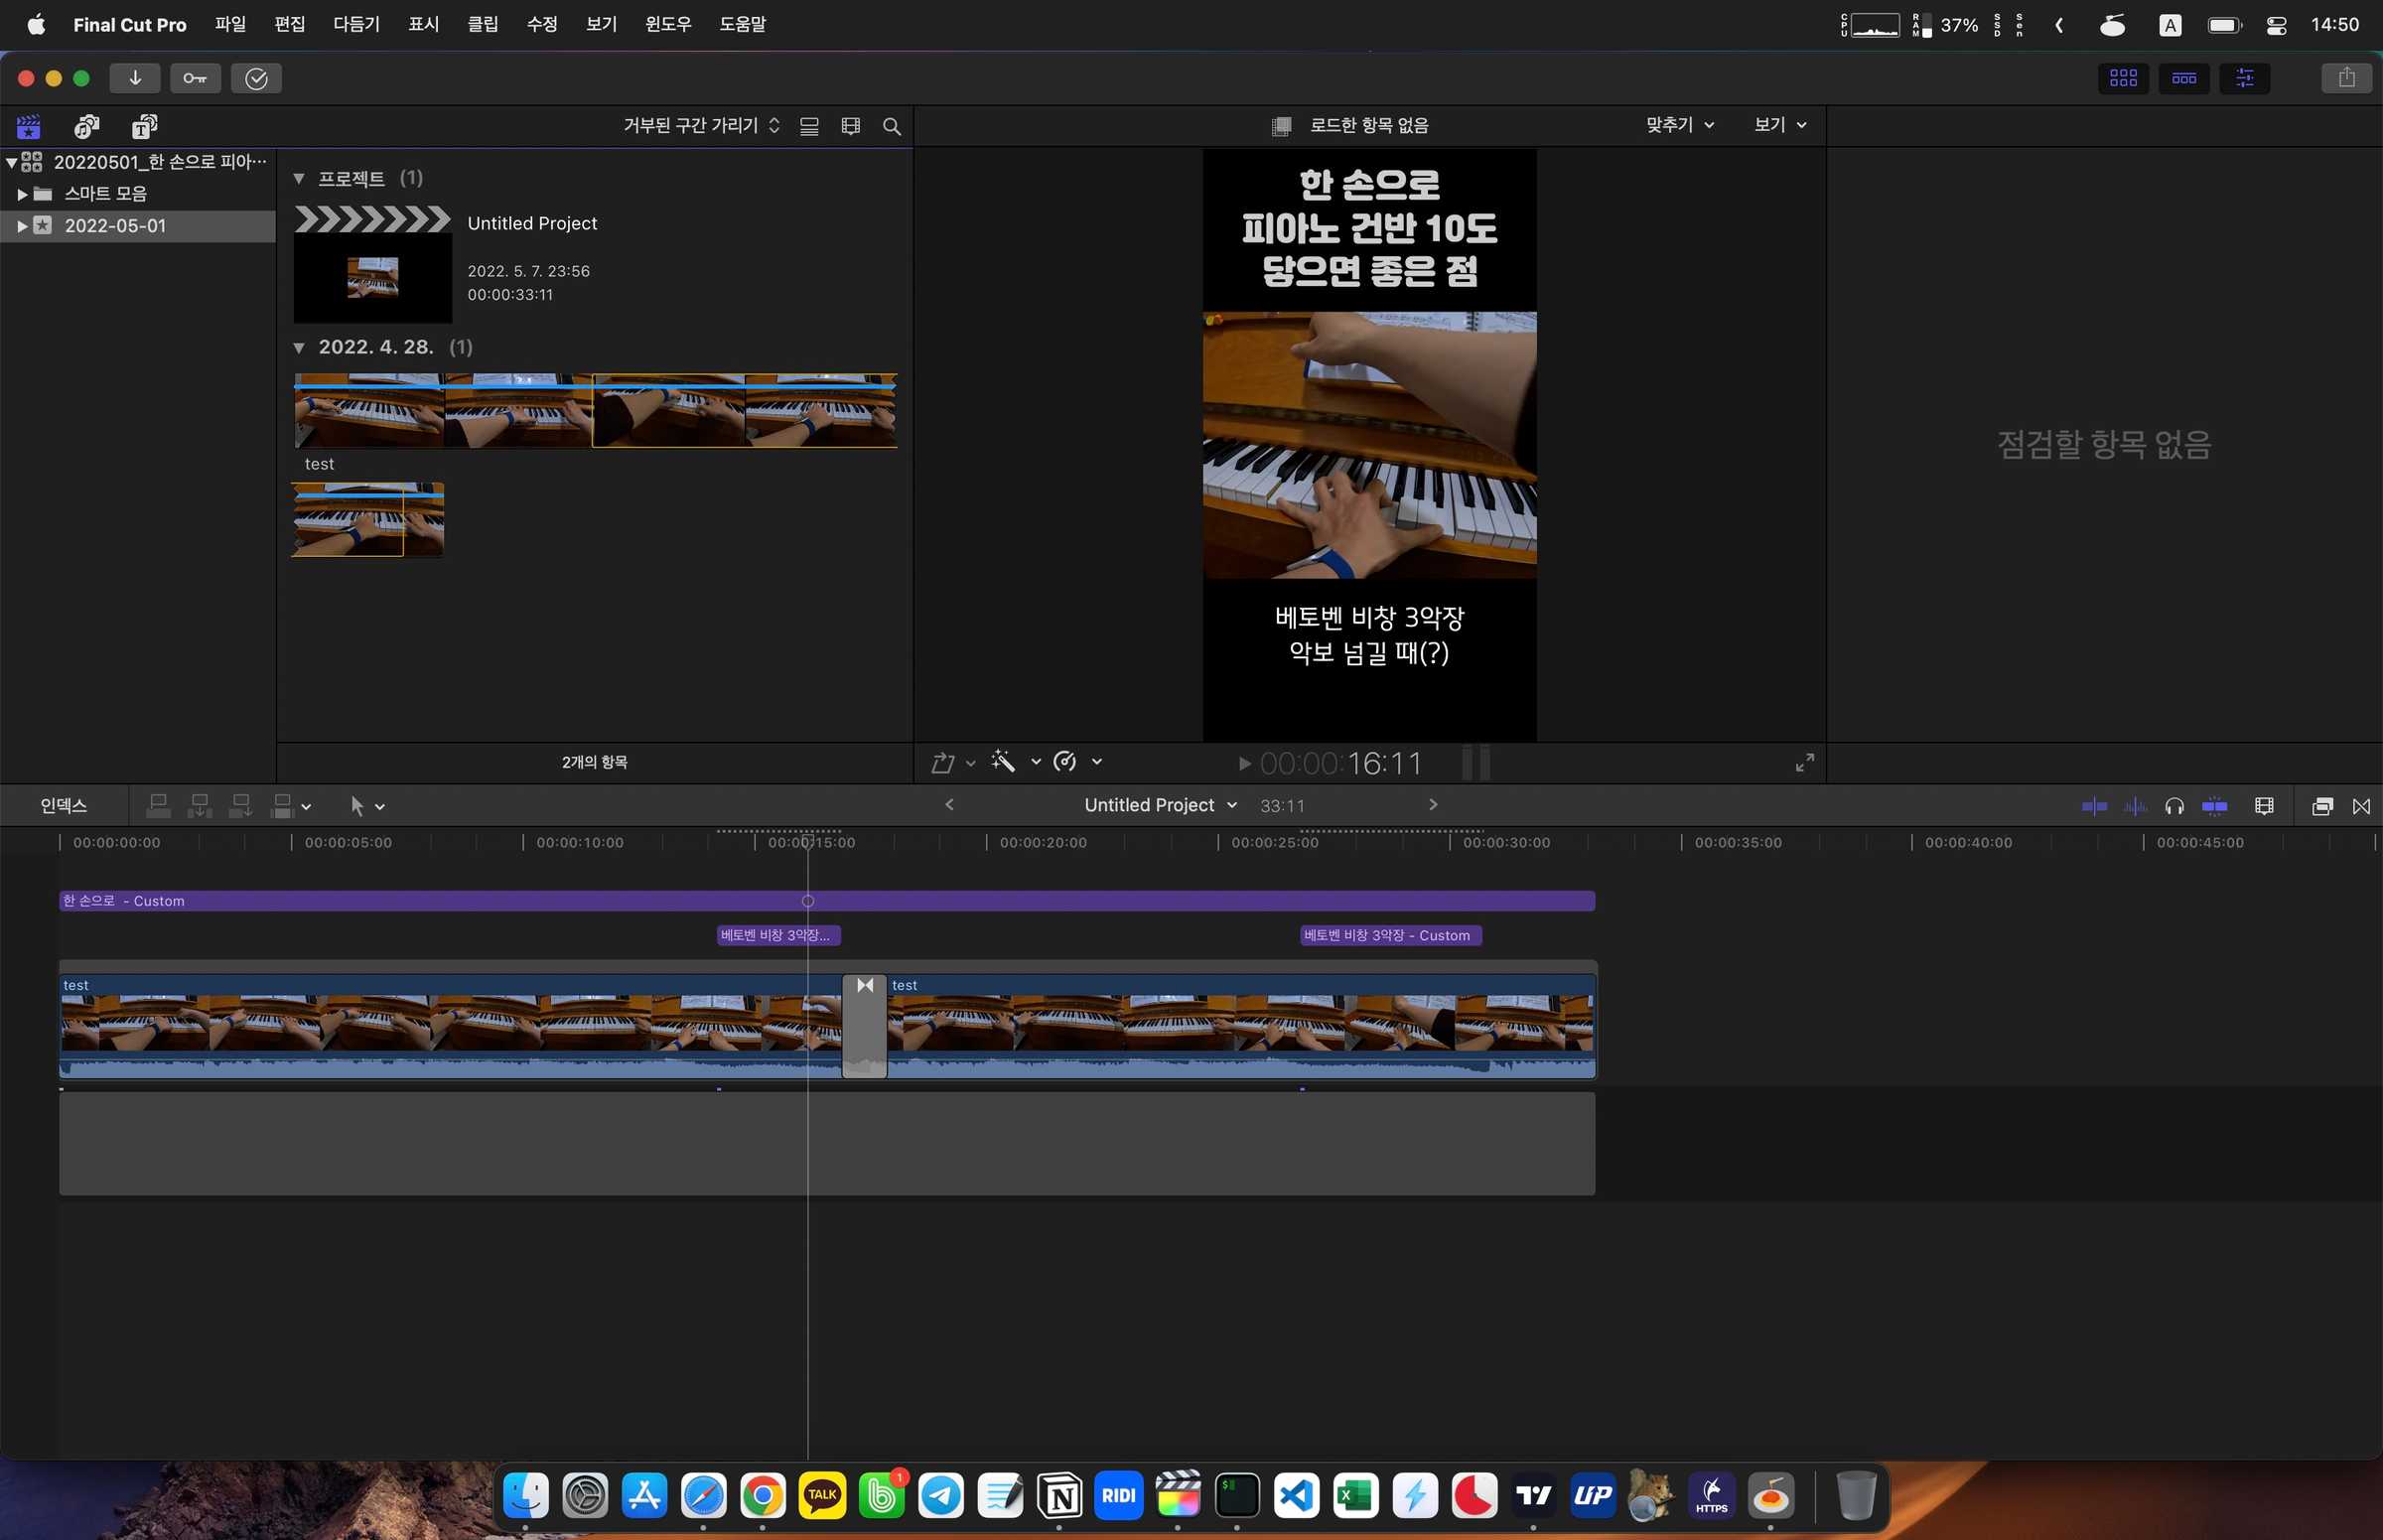 Final Cut Pro 파일 편집 다듬기 표시 클립 수정 보기 윈도우 도움말
CPU RAM 37% SSD Sen A 14:50
거부된 구간 가리기
로드한 항목 없음
맞추기 보기
20220501_한 손으로 피아…
스마트 모음
2022-05-01
프로젝트 (1)
Untitled Project
2022. 5. 7. 23:56
00:00:33:11
2022. 4. 28. (1)
test
2개의 항목
한 손으로
피아노 건반 10도
닿으면 좋은 점
베토벤 비창 3악장
악보 넘길 때(?)
점검할 항목 없음
00:00:16:11
인덱스
Untitled Project 33:11
00:00:00:00 00:00:05:00 00:00:10:00 00:00:15:00 00:00:20:00 00:00:25:00 00:00:30:00 00:00:35:00 00:00:40:00 00:00:45:00
한 손으로 - Custom
베토벤 비창 3악장...
베토벤 비창 3악장 - Custom
test
test
TALK
1
N
RIDI
$
X
UP
HTTPS